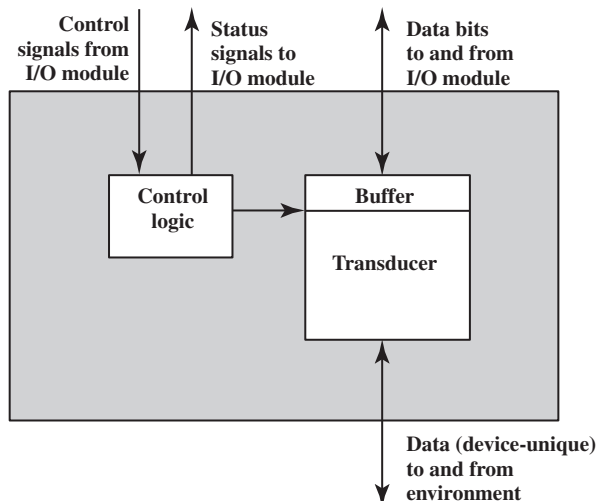 Control
signals from
I/O module
Status
signals to
I/O module
Data bits
to and from
I/O module
Control
logic
Buffer
Transducer
Data (device-unique)
to and from
environment